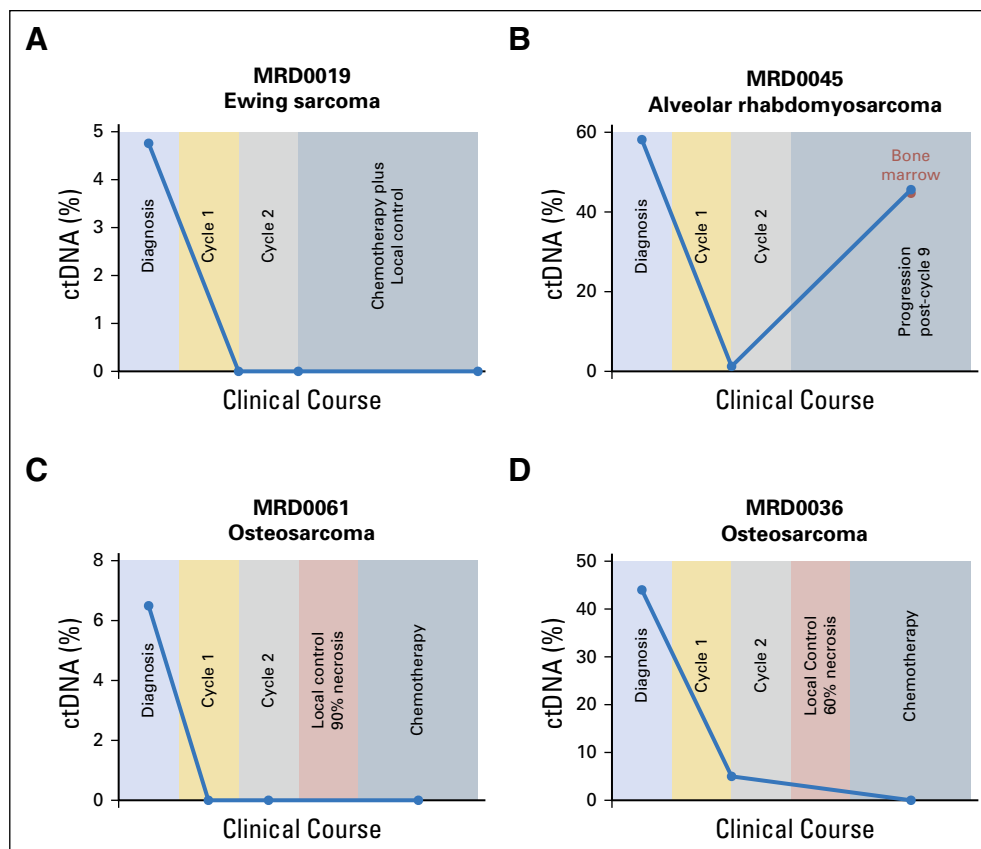 A
MRD0019
Ewing sarcoma
ctDNA (%)
5
4
3
2
1
0
Diagnosis
Cycle 1
Cycle 2
Chemotherapy plus
Local control
Clinical Course
B
MRD0045
Alveolar rhabdomyosarcoma
ctDNA (%)
60
40
20
0
Diagnosis
Cycle 1
Cycle 2
Bone
marrow
Progression
post-cycle 9
Clinical Course
C
MRD0061
Osteosarcoma
ctDNA (%)
8
6
4
2
0
Diagnosis
Cycle 1
Cycle 2
Local control
90% necrosis
Chemotherapy
Clinical Course
D
MRD0036
Osteosarcoma
ctDNA (%)
50
40
30
20
10
0
Diagnosis
Cycle 1
Cycle 2
Local Control
60% necrosis
Chemotherapy
Clinical Course